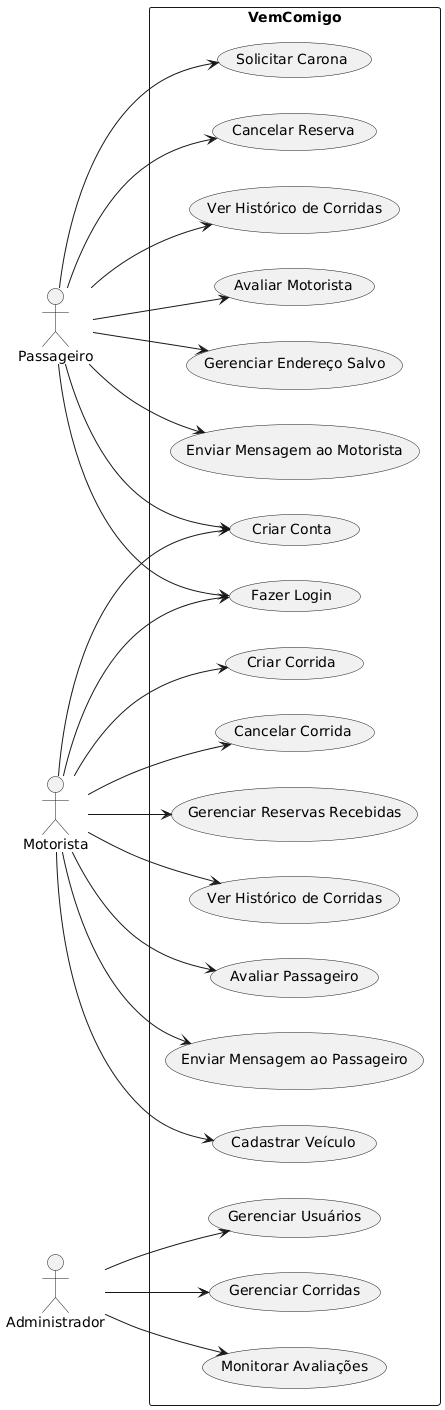 VemComigo
Solicitar Carona
Cancelar Reserva
Ver Histórico de Corridas
Avaliar Motorista
Passageiro
Gerenciar Endereço Salvo
Enviar Mensagem ao Motorista
Criar Conta
Fazer Login
Criar Corrida
Cancelar Corrida
Gerenciar Reservas Recebidas
Motorista
Ver Histórico de Corridas
Avaliar Passageiro
Enviar Mensagem ao Passageiro
Cadastrar Veículo
Gerenciar Usuários
Gerenciar Corridas
Administrador
Monitorar Avaliações